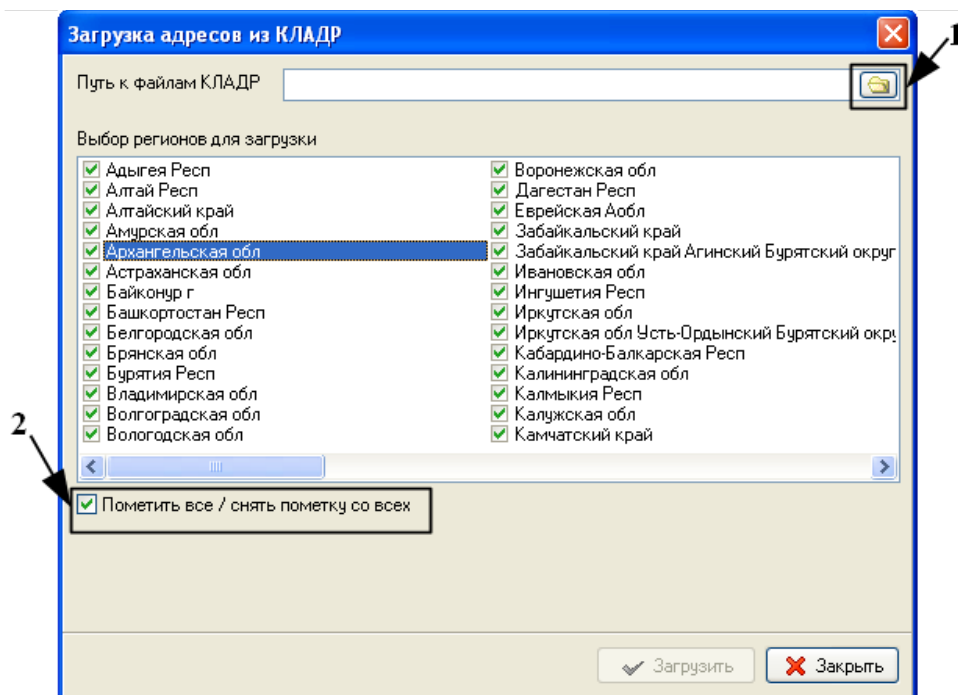 Загрузка адресов из КЛАДР
1
Путь к файлам КЛАДР
Выбор регионов для загрузки
Адыгея Респ
Алтай Респ
Алтайский край
Амурская обл
Архангельская обл
Астраханская обл
Байконур г
Башкортостан Респ
Белгородская обл
Брянская обл
Бурятия Респ
Владимирская обл
Волгоградская обл
Вологодская обл
Воронежская обл
Дагестан Респ
Еврейская Аобл
Забайкальский край
Забайкальский край Агинский Бурятский округ
Ивановская обл
Ингушетия Респ
Иркутская обл
Иркутская обл Усть-Ордынский Бурятский окру
Кабардино-Балкарская Респ
Калининградская обл
Калмыкия Респ
Калужская обл
Камчатский край
2
Пометить все / снять пометку со всех
Загрузить
Закрыть